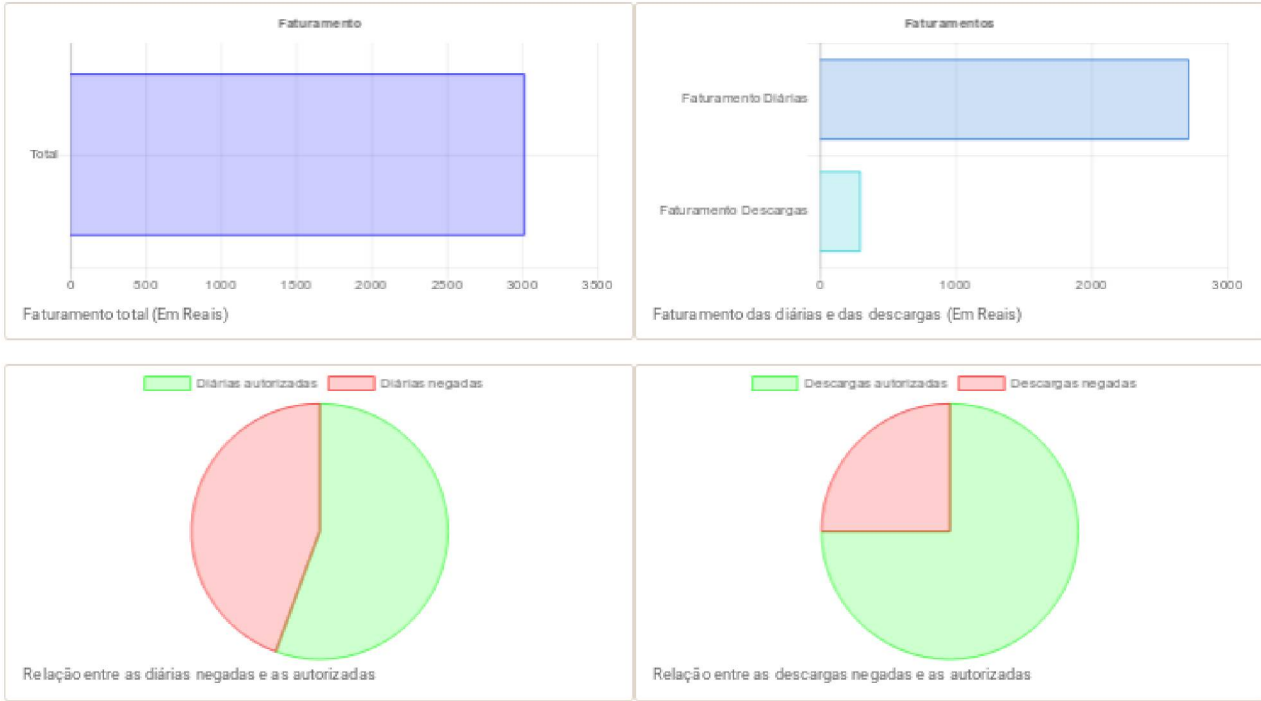 Faturamento
Total
0 500 1000 1500 2000 2500 3000 3500
Faturamento total (Em Reais)
Faturamentos
Faturamento Diárias
Faturamento Descargas
0 1000 2000 3000
Faturamento das diárias e das descargas (Em Reais)
Diárias autorizadas Diárias negadas
Relação entre as diárias negadas e as autorizadas
Descargas autorizadas Descargas negadas
Relação entre as descargas negadas e as autorizadas